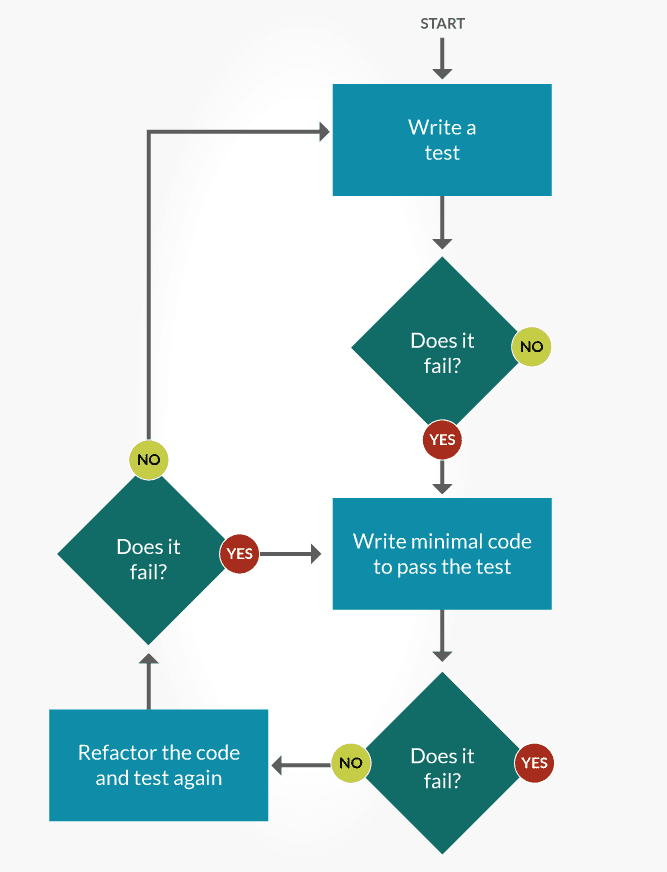 START
Write a
test
Does it
fail?
NO
YES
NO
Does it
fail?
YES
Write minimal code
to pass the test
Refactor the code
and test again
NO
Does it
fail?
YES